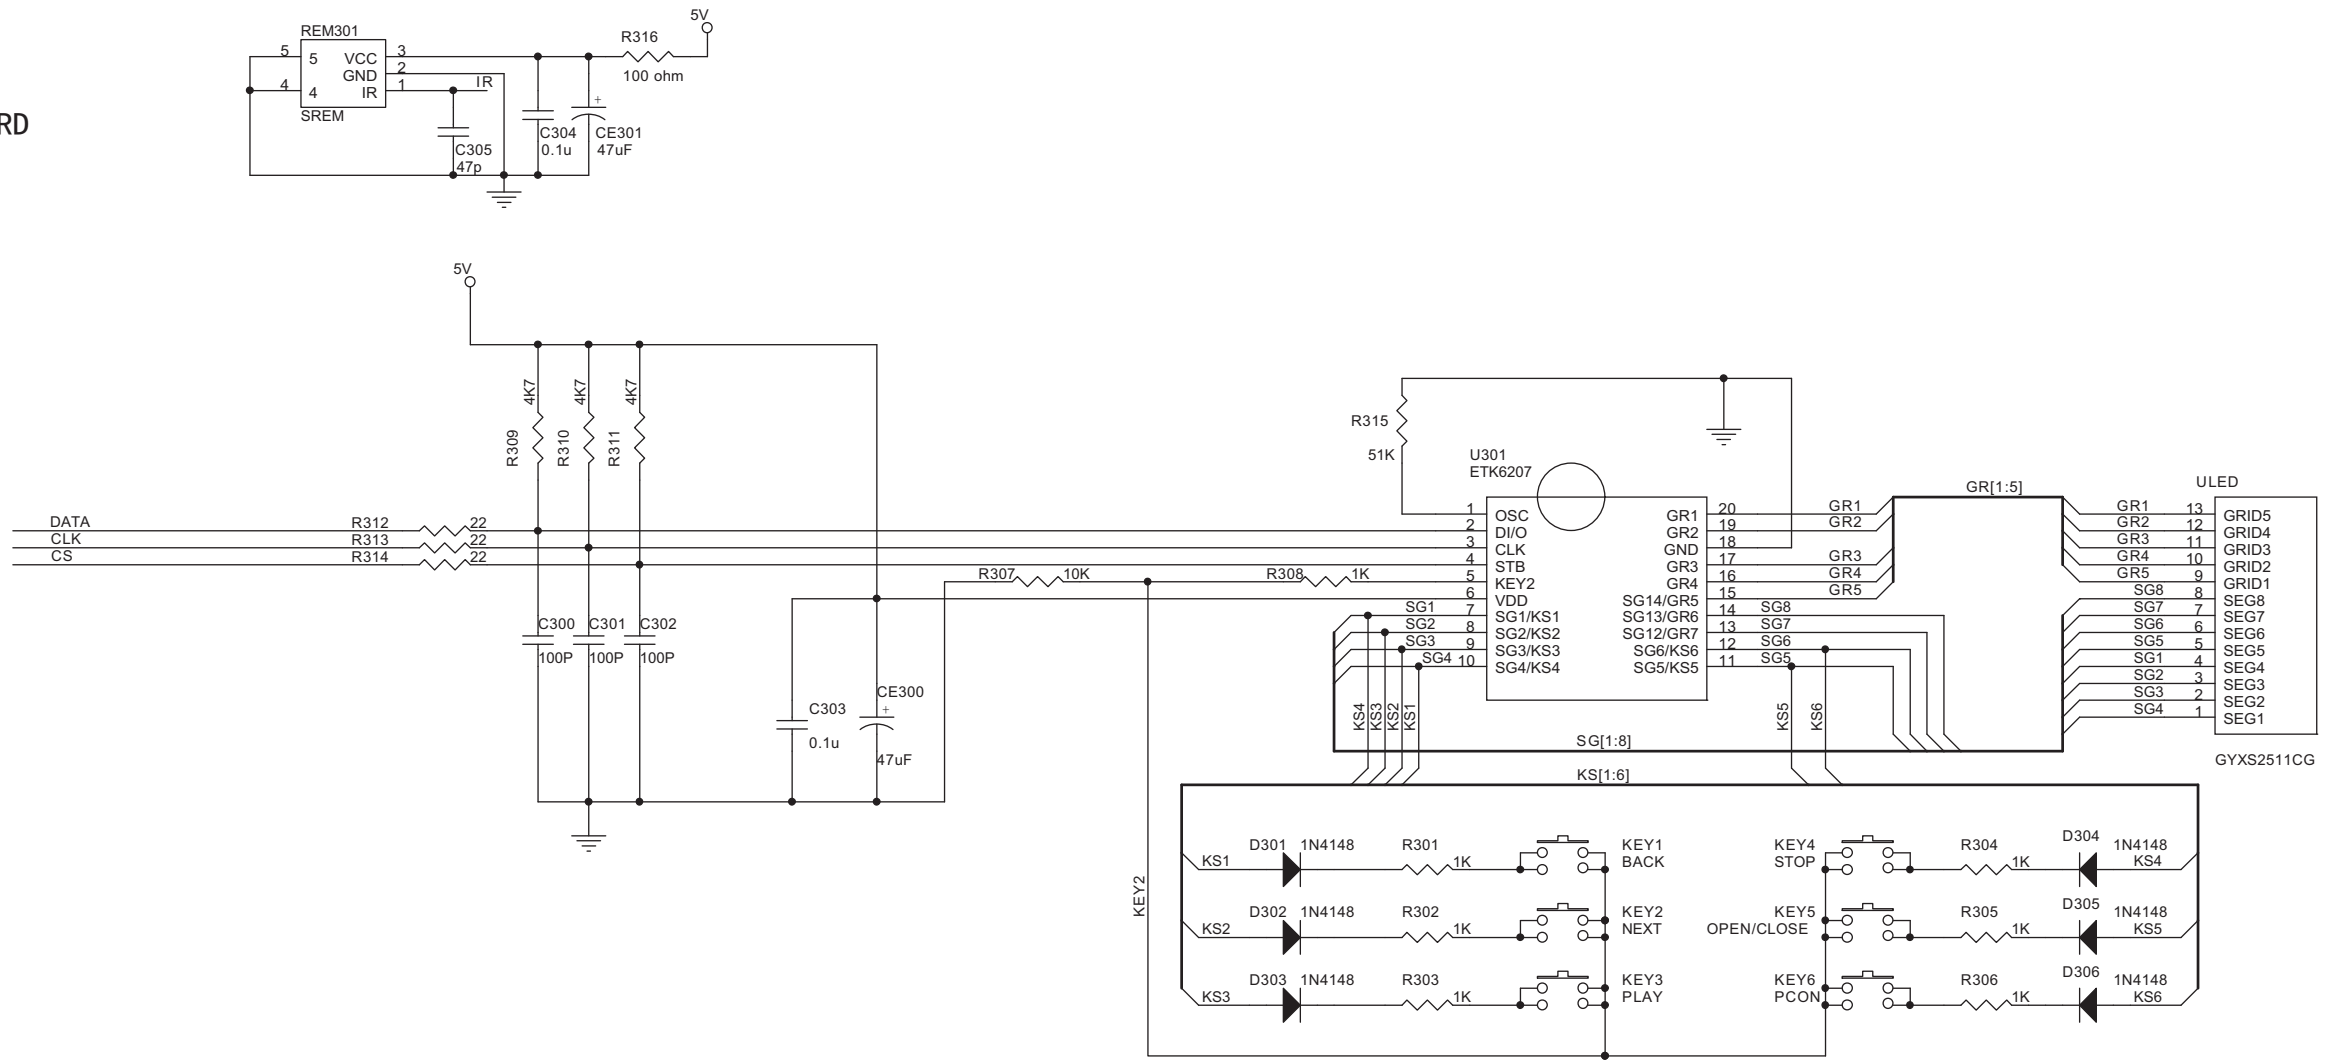 5V
REM301
R316
5 5 VCC 3
GND 2
100 ohm
4 4 IR 1 IR
SREM
RD
C304
CE301
+
0.1u
47uF
C305
47p
5V
4K7
4K7
4K7
R309
R310
R311
R315
51K
U301
ETK6207
ULED
GR[1:5]
DATA R312 22
CLK R313 22
CS R314 22
R307 10K
R308 1K
1 OSC GR1 20 GR1
2 DI/O GR2 19 GR2
3 CLK GND 18
4 STB GR3 17 GR3
5 KEY2 GR4 16 GR4
6 VDD SG14/GR5 15 GR5
SG1 7 SG1/KS1 SG13/GR6 14 SG8
SG2 8 SG2/KS2 SG12/GR7 13 SG7
SG3 9 SG3/KS3 SG6/KS6 12 SG6
SG4 10 SG4/KS4 SG5/KS5 11 SG5
GR1 13 GRID5
GR2 12 GRID4
GR3 11 GRID3
GR4 10 GRID2
GR5 9 GRID1
SG8 8 SEG8
SG7 7 SEG7
SG6 6 SEG6
SG5 5 SEG5
SG1 4 SEG4
SG2 3 SEG3
SG3 2 SEG2
SG4 1 SEG1
GYXS2511CG
C300 C301 C302
100P 100P 100P
C303
0.1u
CE300
+
47uF
KS4
KS3
KS2
KS1
KS5
KS6
SG[1:8]
KS[1:6]
KEY2
KS1 D301 1N4148 R301 1K KEY1
BACK
KS2 D302 1N4148 R302 1K KEY2
NEXT
KS3 D303 1N4148 R303 1K KEY3
PLAY
KEY4 R304 1K D304 1N4148 KS4
STOP
KEY5 R305 1K D305 1N4148 KS5
OPEN/CLOSE
KEY6 R306 1K D306 1N4148 KS6
PCON